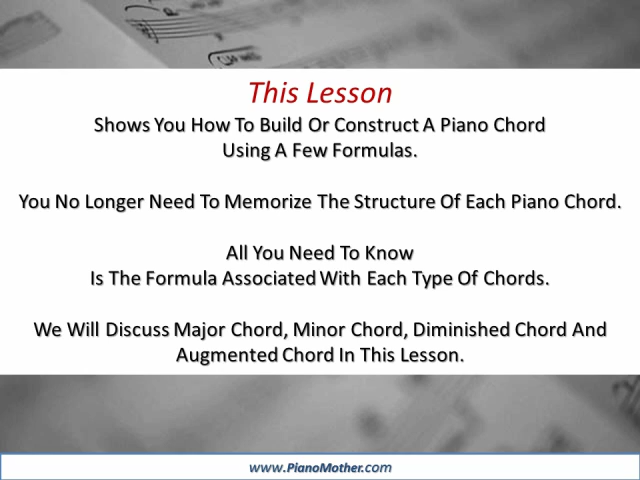 This Lesson
Shows You How To Build Or Construct A Piano Chord
Using A Few Formulas.
You No Longer Need To Memorize The Structure Of Each Piano Chord.
All You Need To Know
Is The Formula Associated With Each Type Of Chords.
We Will Discuss Major Chord, Minor Chord, Diminished Chord And
Augmented Chord In This Lesson.
www.PianoMother.com